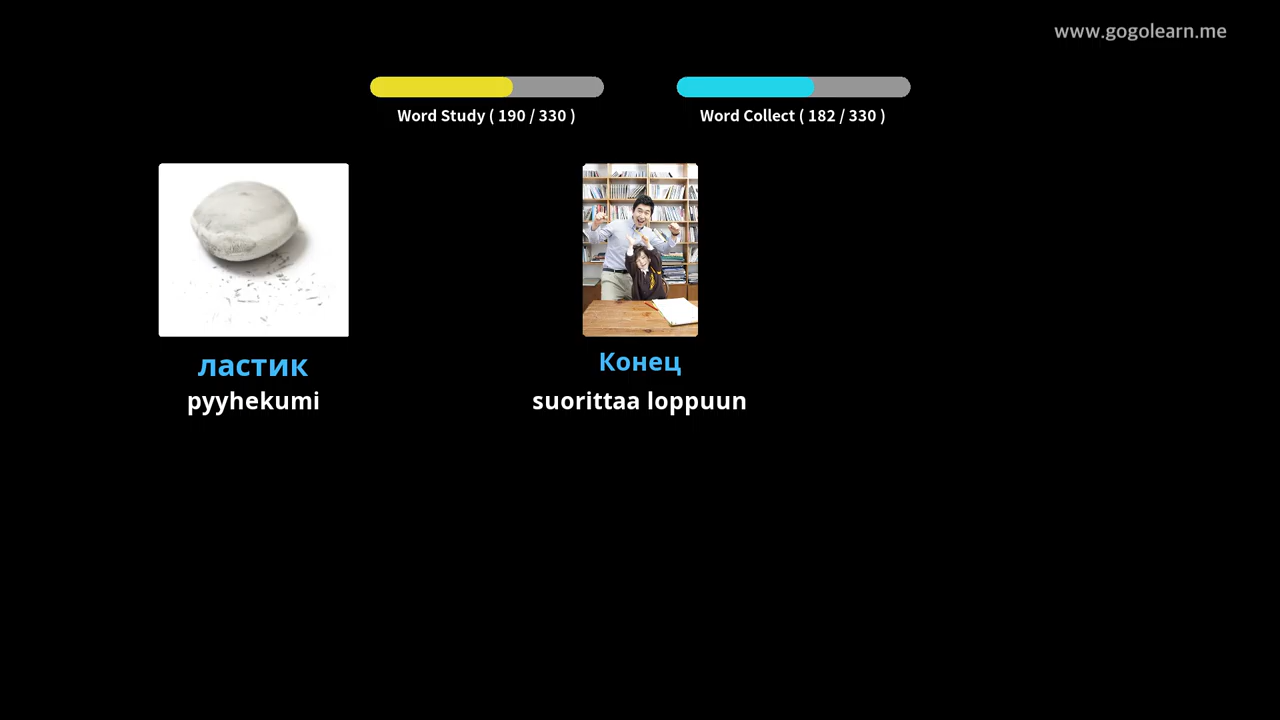 www.gogolearn.me
Word Study ( 190 / 330 )
Word Collect ( 182 / 330 )
ластик
pyyhekumi
Конец
suorittaa loppuun